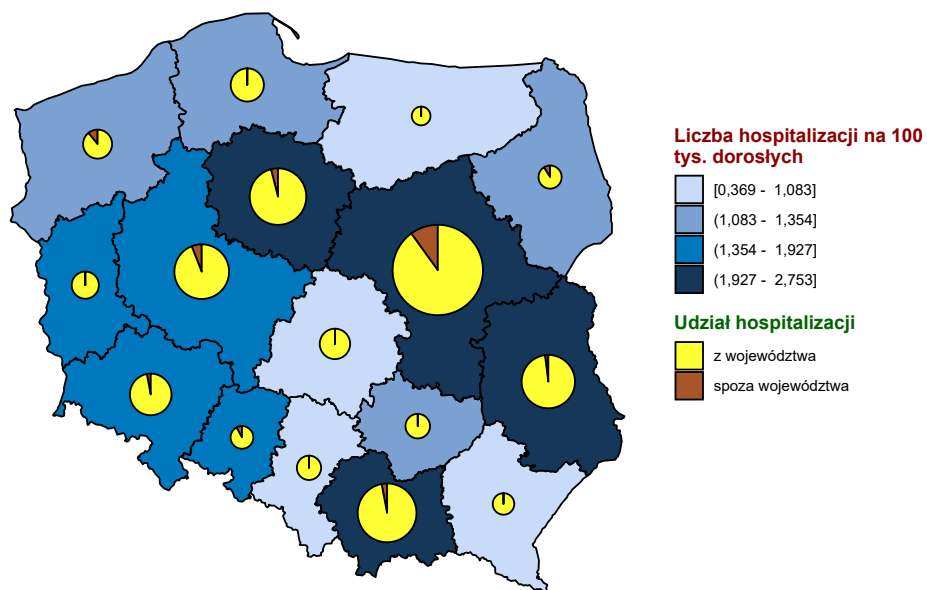 Liczba hospitalizacji na 100
tys. dorosłych
[0,369 - 1,083]
(1,083 - 1,354]
(1,354 - 1,927]
(1,927 - 2,753]
Udział hospitalizacji
z województwa
spoza województwa